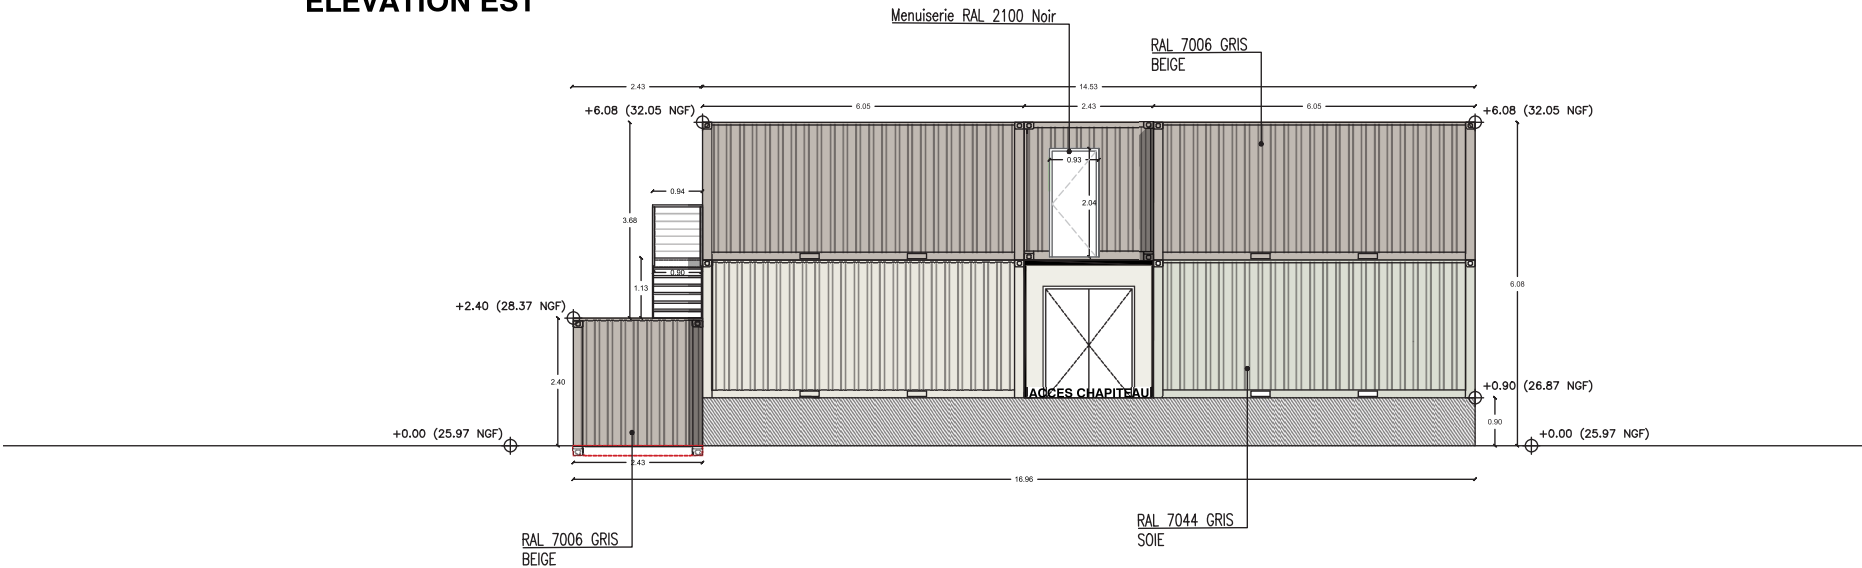 ELEVATION EST
Menuiserie RAL 2100 Noir
RAL 7006 GRIS
BEIGE
2.43
14.53
+6.08 (32.05 NGF)
6.05
2.43
6.05
+6.08 (32.05 NGF)
0.93
0.94
2.04
3.68
0.90
1.13
6.08
+2.40 (28.37 NGF)
2.40
ACCES CHAPITEAU
+0.90 (26.87 NGF)
0.90
+0.00 (25.97 NGF)
+0.00 (25.97 NGF)
2.43
16.96
RAL 7044 GRIS
SOIE
RAL 7006 GRIS
BEIGE